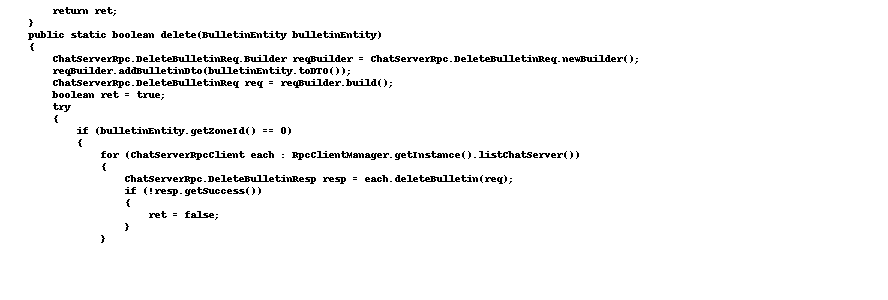 return ret;
}
public static boolean delete(BulletinEntity bulletinEntity)
{
ChatServerRpc.DeleteBulletinReq.Builder reqBuilder = ChatServerRpc.DeleteBulletinReq.newBuilder();
reqBuilder.addBulletinDto(bulletinEntity.toDTO());
ChatServerRpc.DeleteBulletinReq req = reqBuilder.build();
boolean ret = true;
try
{
if (bulletinEntity.getZoneId() == 0)
{
for (ChatServerRpcClient each : RpcClientManager.getInstance().listChatServer())
{
ChatServerRpc.DeleteBulletinResp resp = each.deleteBulletin(req);
if (!resp.getSuccess())
{
ret = false;
}
}